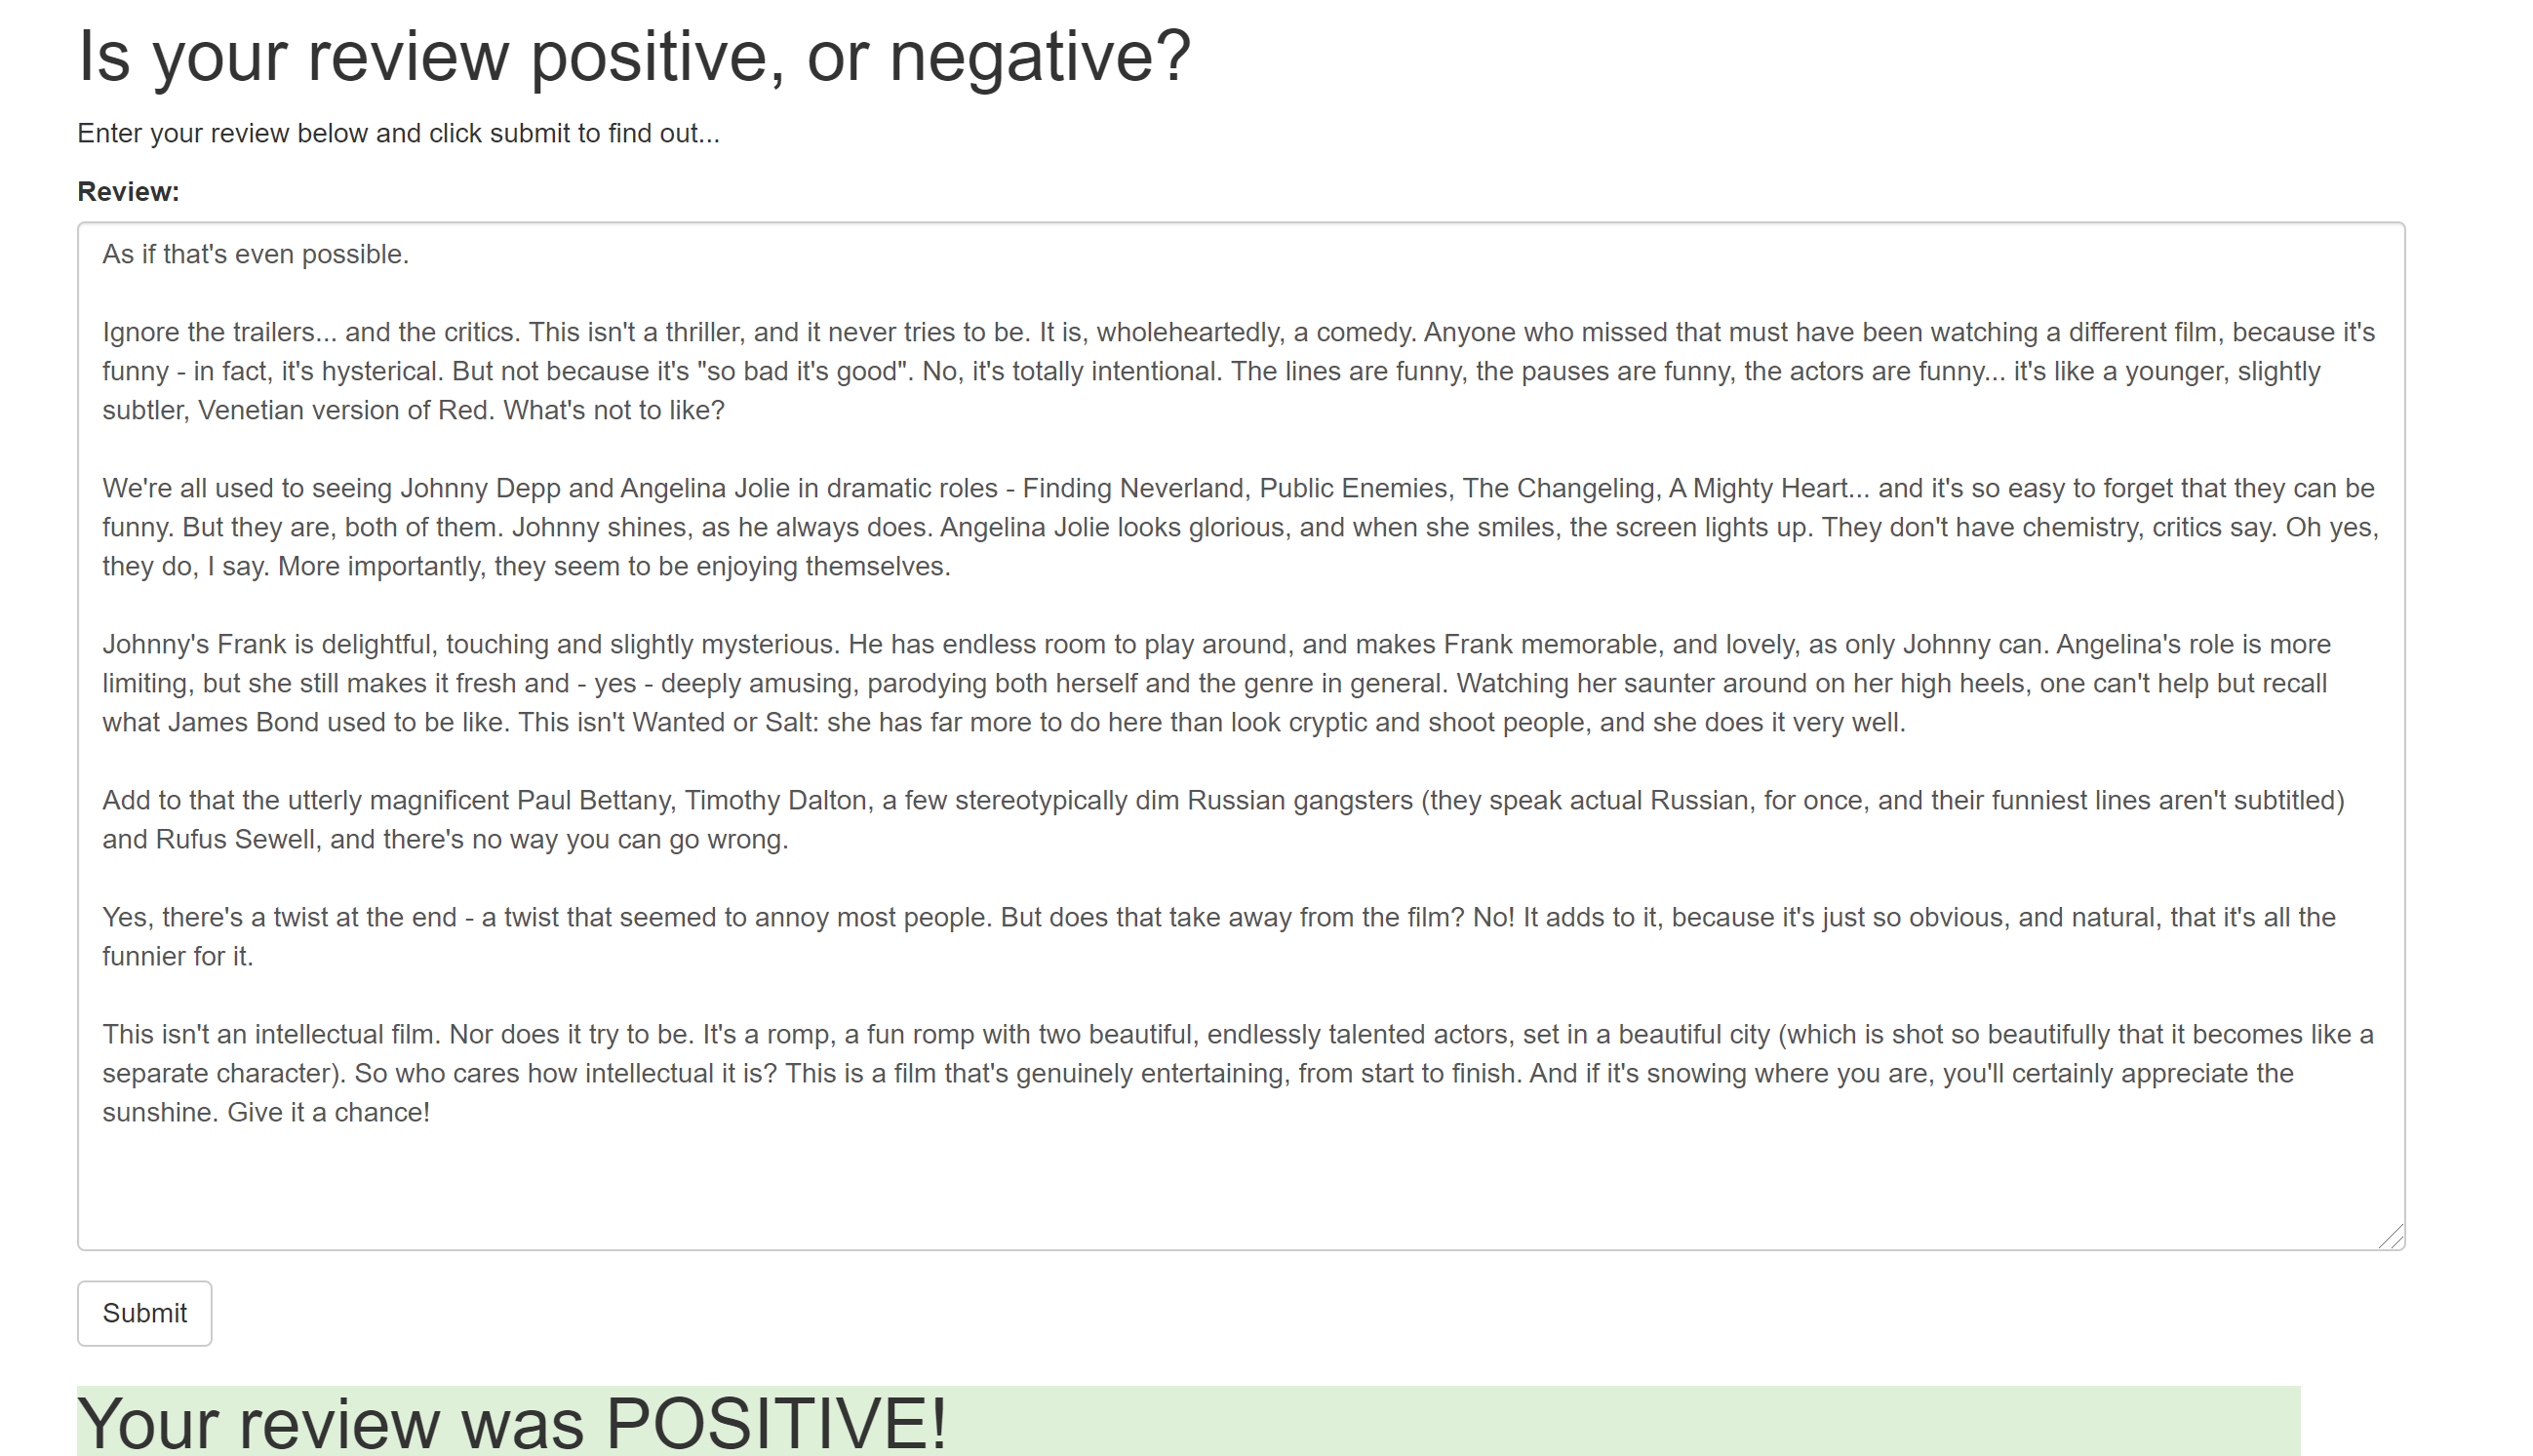 Is your review positive, or negative?
Enter your review below and click submit to find out...
Review:
As if that's even possible.
Ignore the trailers... and the critics. This isn't a thriller, and it never tries to be. It is, wholeheartedly, a comedy. Anyone who missed that must have been watching a different film, because it's
funny - in fact, it's hysterical. But not because it's "so bad it's good". No, it's totally intentional. The lines are funny, the pauses are funny, the actors are funny... it's like a younger, slightly
subtler, Venetian version of Red. What's not to like?
We're all used to seeing Johnny Depp and Angelina Jolie in dramatic roles - Finding Neverland, Public Enemies, The Changeling, A Mighty Heart... and it's so easy to forget that they can be
funny. But they are, both of them. Johnny shines, as he always does. Angelina Jolie looks glorious, and when she smiles, the screen lights up. They don't have chemistry, critics say. Oh yes,
they do, I say. More importantly, they seem to be enjoying themselves.
Johnny's Frank is delightful, touching and slightly mysterious. He has endless room to play around, and makes Frank memorable, and lovely, as only Johnny can. Angelina's role is more
limiting, but she still makes it fresh and - yes - deeply amusing, parodying both herself and the genre in general. Watching her saunter around on her high heels, one can't help but recall
what James Bond used to be like. This isn't Wanted or Salt: she has far more to do here than look cryptic and shoot people, and she does it very well.
Add to that the utterly magnificent Paul Bettany, Timothy Dalton, a few stereotypically dim Russian gangsters (they speak actual Russian, for once, and their funniest lines aren't subtitled)
and Rufus Sewell, and there's no way you can go wrong.
Yes, there's a twist at the end - a twist that seemed to annoy most people. But does that take away from the film? No! It adds to it, because it's just so obvious, and natural, that it's all the
funnier for it.
This isn't an intellectual film. Nor does it try to be. It's a romp, a fun romp with two beautiful, endlessly talented actors, set in a beautiful city (which is shot so beautifully that it becomes like a
separate character). So who cares how intellectual it is? This is a film that's genuinely entertaining, from start to finish. And if it's snowing where you are, you'll certainly appreciate the
sunshine. Give it a chance!
Submit
Your review was POSITIVE!